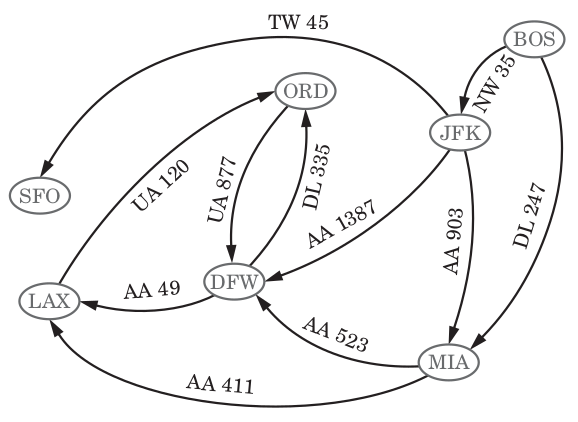 TW 45
BOS
NW 35
ORD
JFK
SFO
UA 120
UA 877
DL 335
AA 1387
AA 903
DL 247
DFW
LAX
AA 49
AA 523
MIA
AA 411